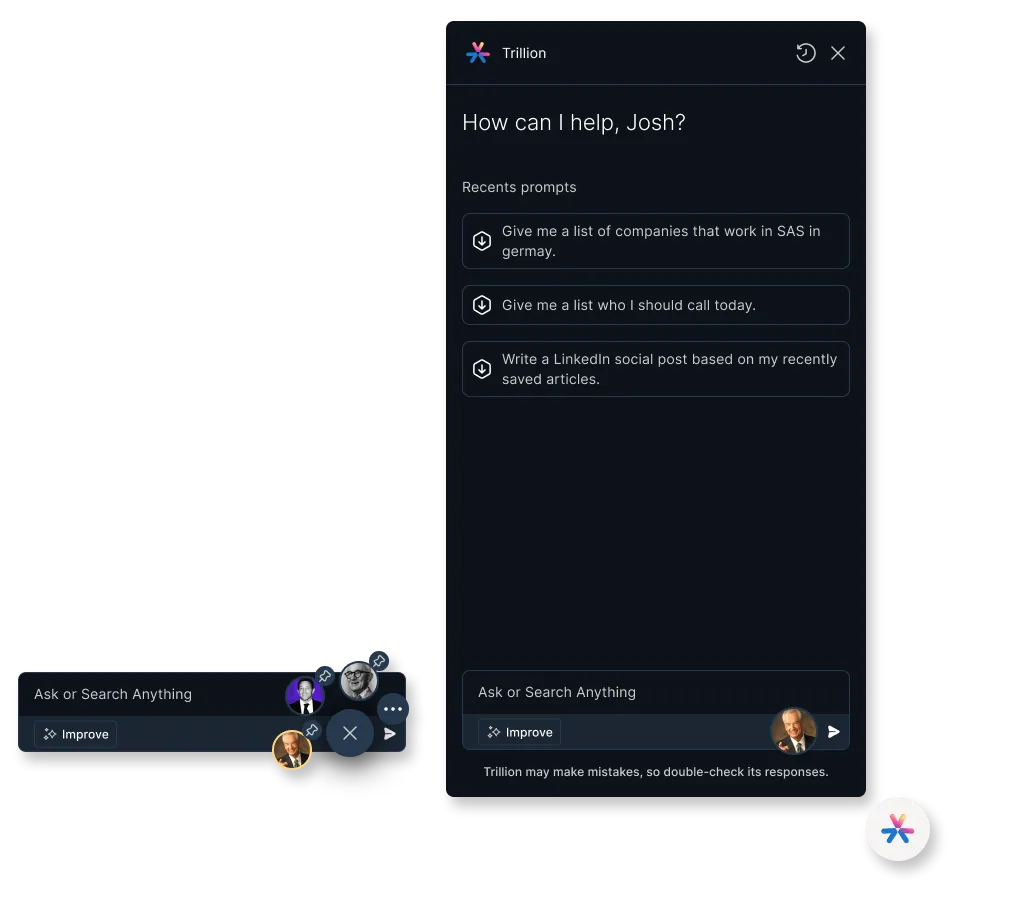 Trillion
How can I help, Josh?
Recents prompts
Give me a list of companies that work in SAS in
germay.
Give me a list who I should call today.
Write a LinkedIn social post based on my recently
saved articles.
Ask or Search Anything
Improve
Trillion may make mistakes, so double-check its responses.
Ask or Search Anything
Improve